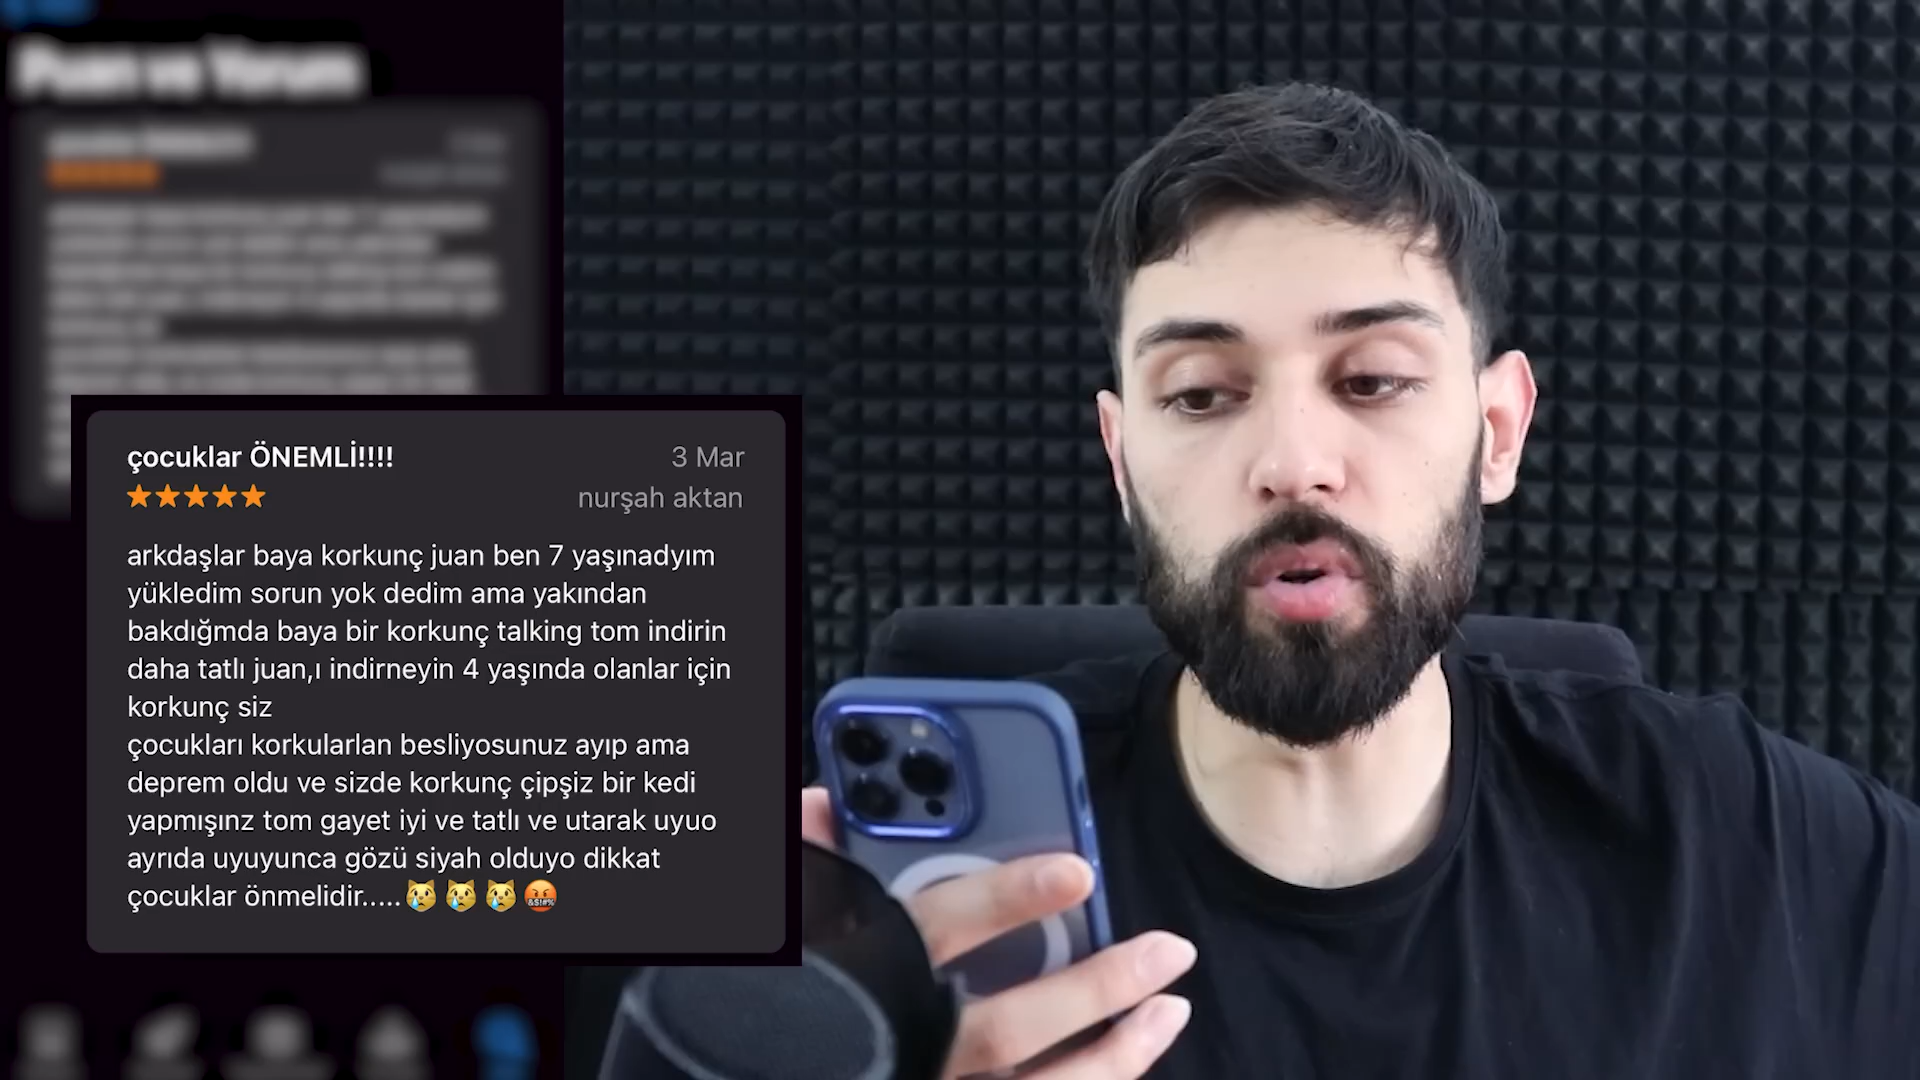 Puan ve Yorum
çocuklar ÖNEMLİ!!!!
3 Mar
nurşah aktan
arkdaşlar baya korkunç juan ben 7 yaşınadyım
yükledim sorun yok dedim ama yakından
bakdığmda baya bir korkunç talking tom indirin
daha tatlı juan,ı indirneyin 4 yaşında olanlar için
korkunç siz
çocukları korkularlan besliyosunuz ayıp ama
deprem oldu ve sizde korkunç çipşiz bir kedi
yapmışınz tom gayet iyi ve tatlı ve utarak uyuo
ayrıda uyuyunca gözü siyah olduyo dikkat
çocuklar önmelidir.....😿😿😿🤬